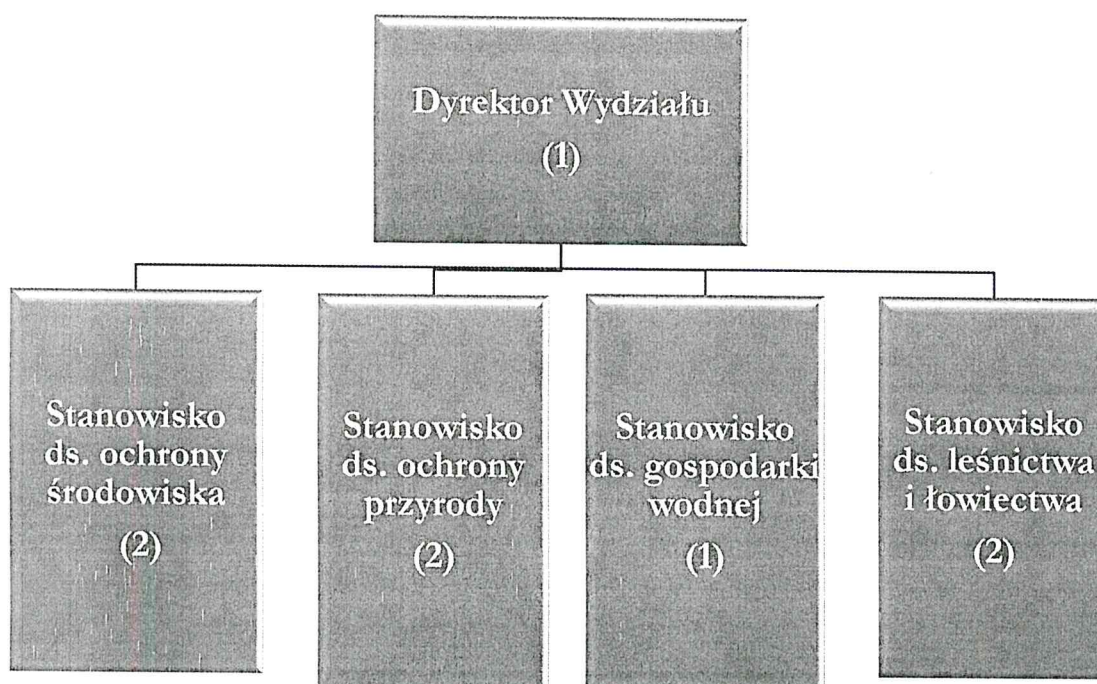 Dyrektor Wydziału
(1)
Stanowisko
ds. ochrony
środowiska
(2)
Stanowisko
ds. ochrony
przyrody
(2)
Stanowisko
ds. gospodarki
wodnej
(1)
Stanowisko
ds. leśnictwa
i łowiectwa
(2)